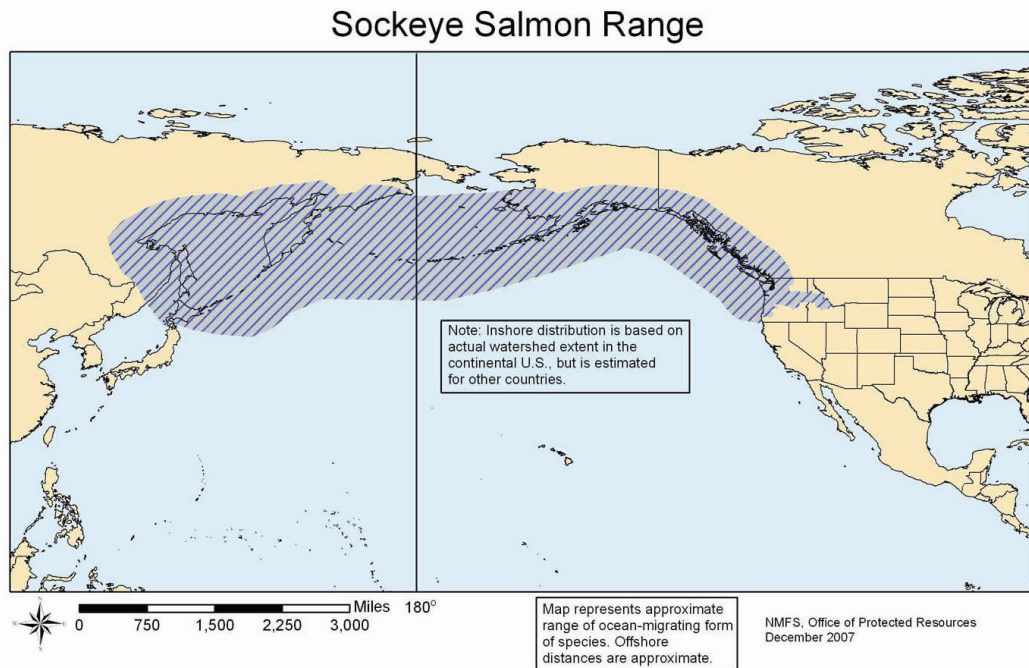 Sockeye Salmon Range
Note: Inshore distribution is based on
actual watershed extent in the
continental U.S., but is estimated
for other countries.
Miles 180°
0 750 1,500 2,250 3,000
Map represents approximate
range of ocean-migrating form
of species. Offshore
distances are approximate.
NMFS, Office of Protected Resources
December 2007